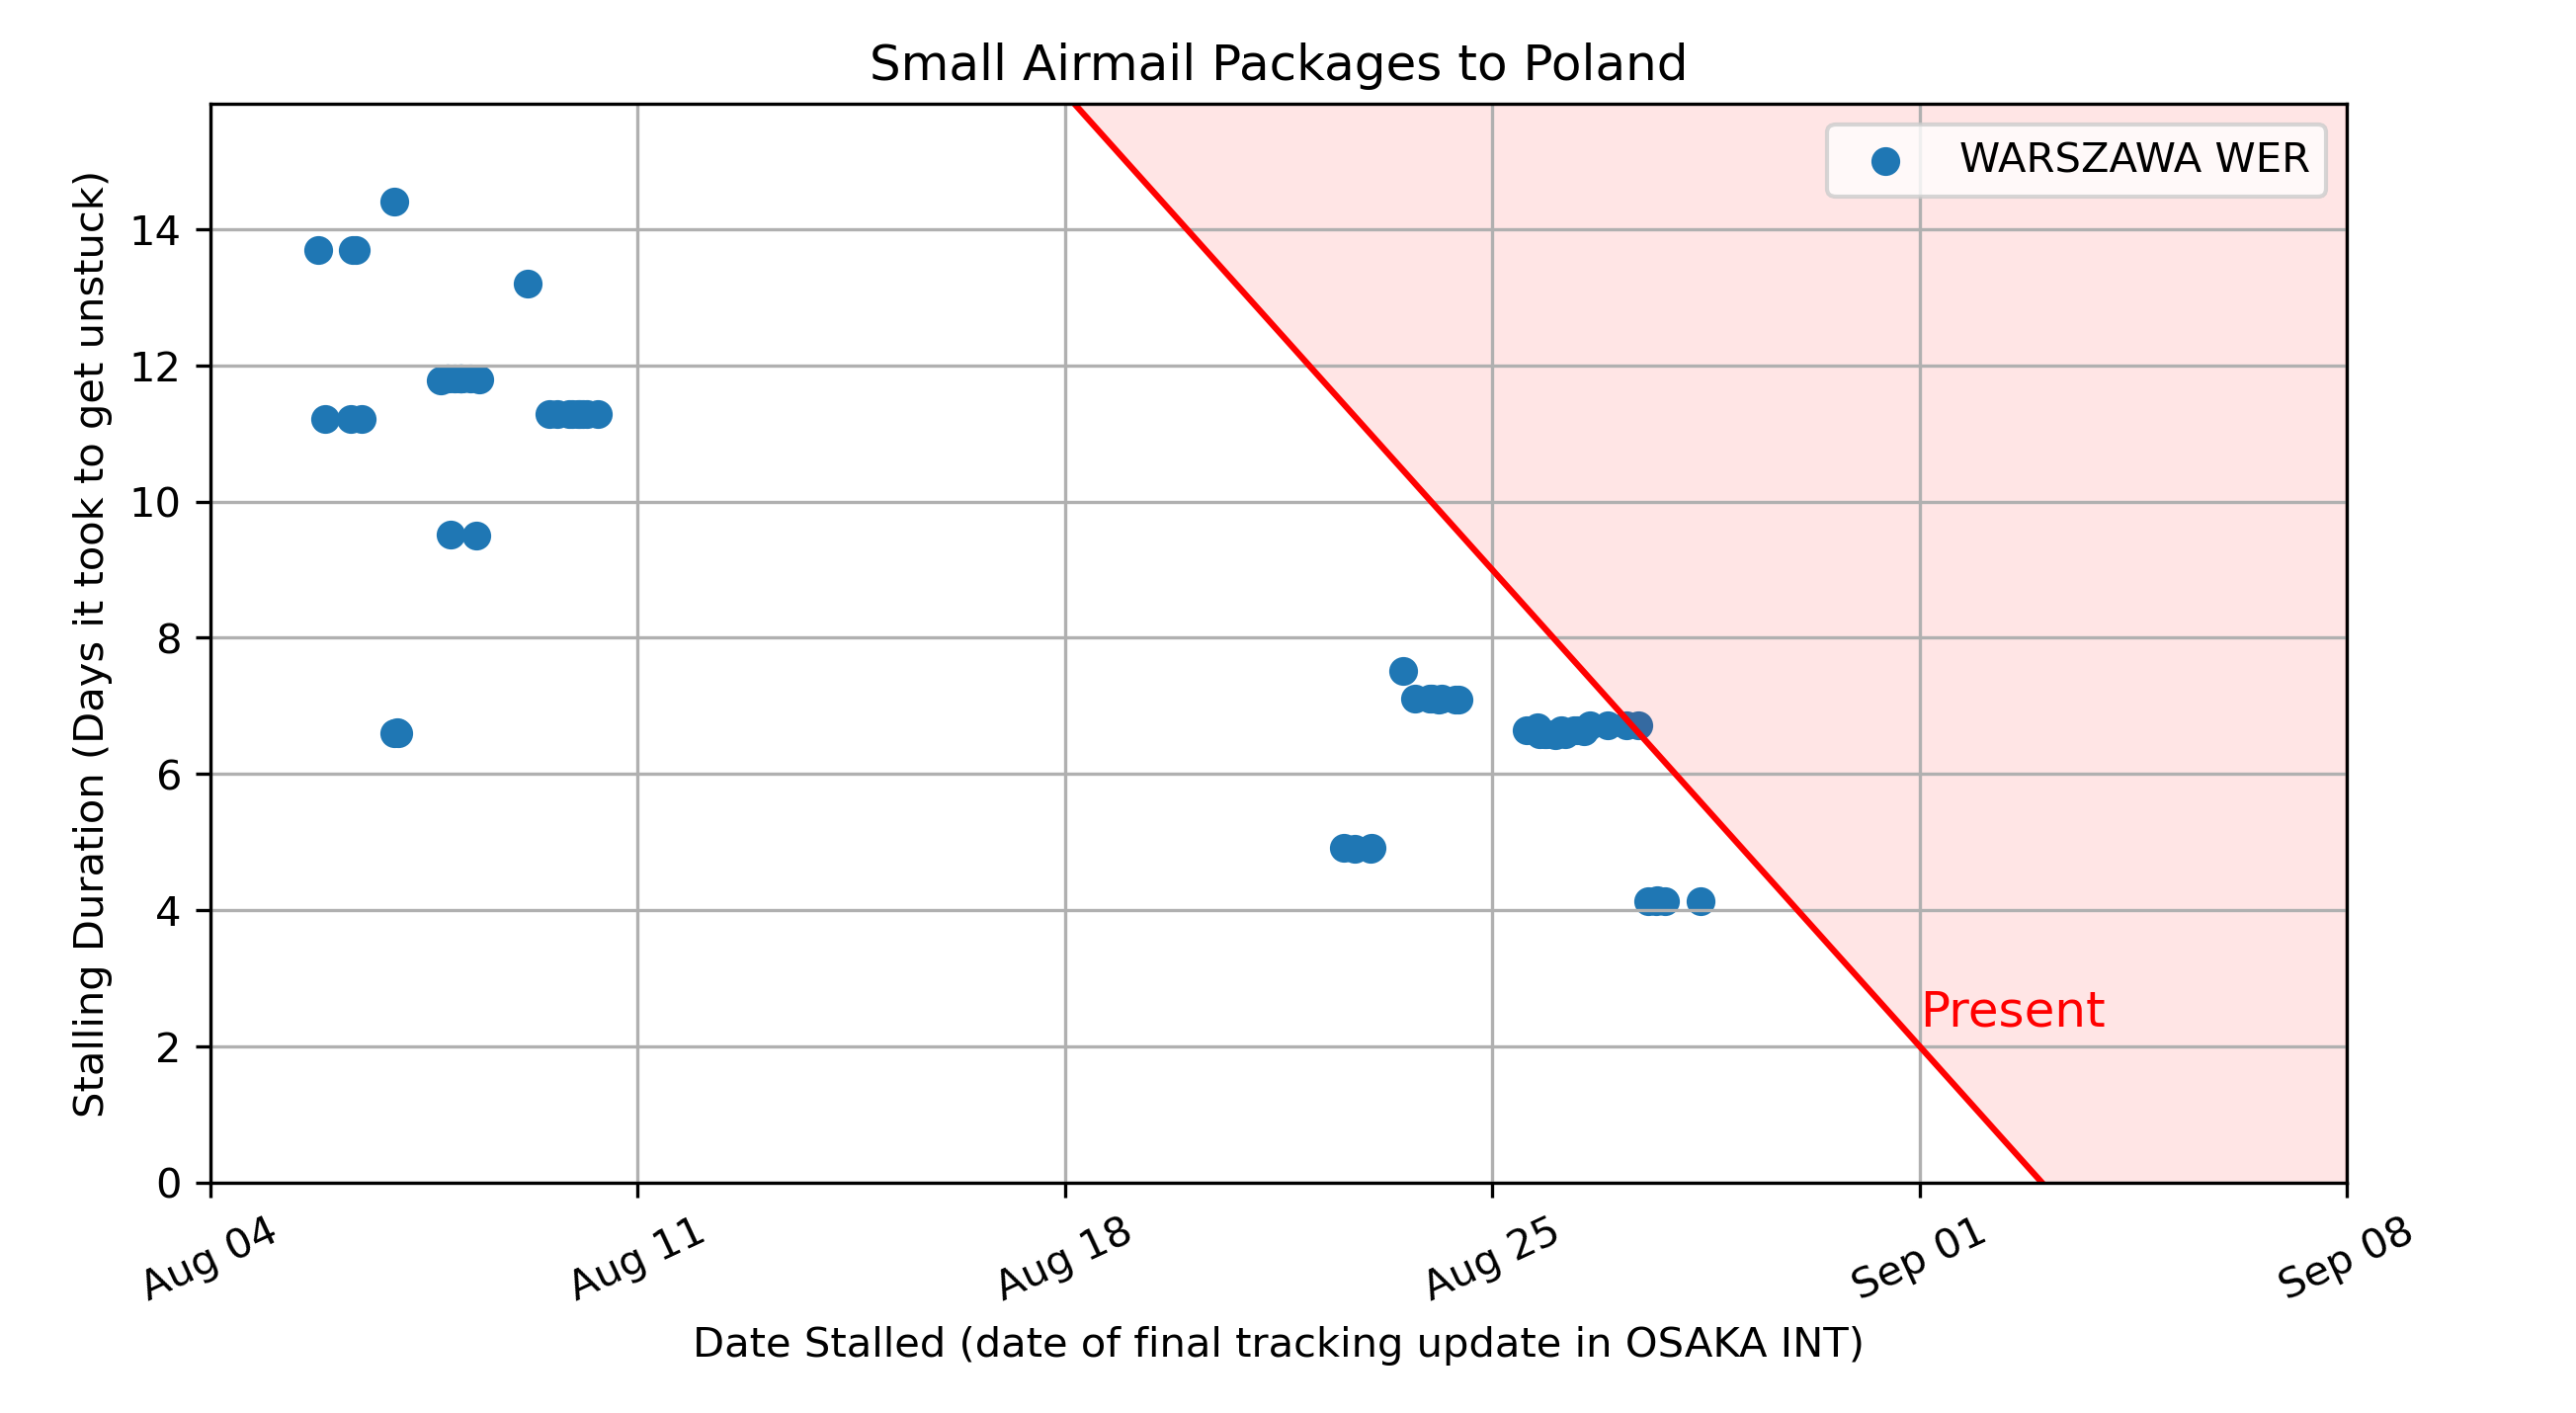 Small Airmail Packages to Poland
WARSZAWA WER
Stalling Duration (Days it took to get unstuck)
14
12
10
8
6
4
2
0
Present
Aug 04
Aug 11
Aug 18
Aug 25
Sep 01
Sep 08
Date Stalled (date of final tracking update in OSAKA INT)